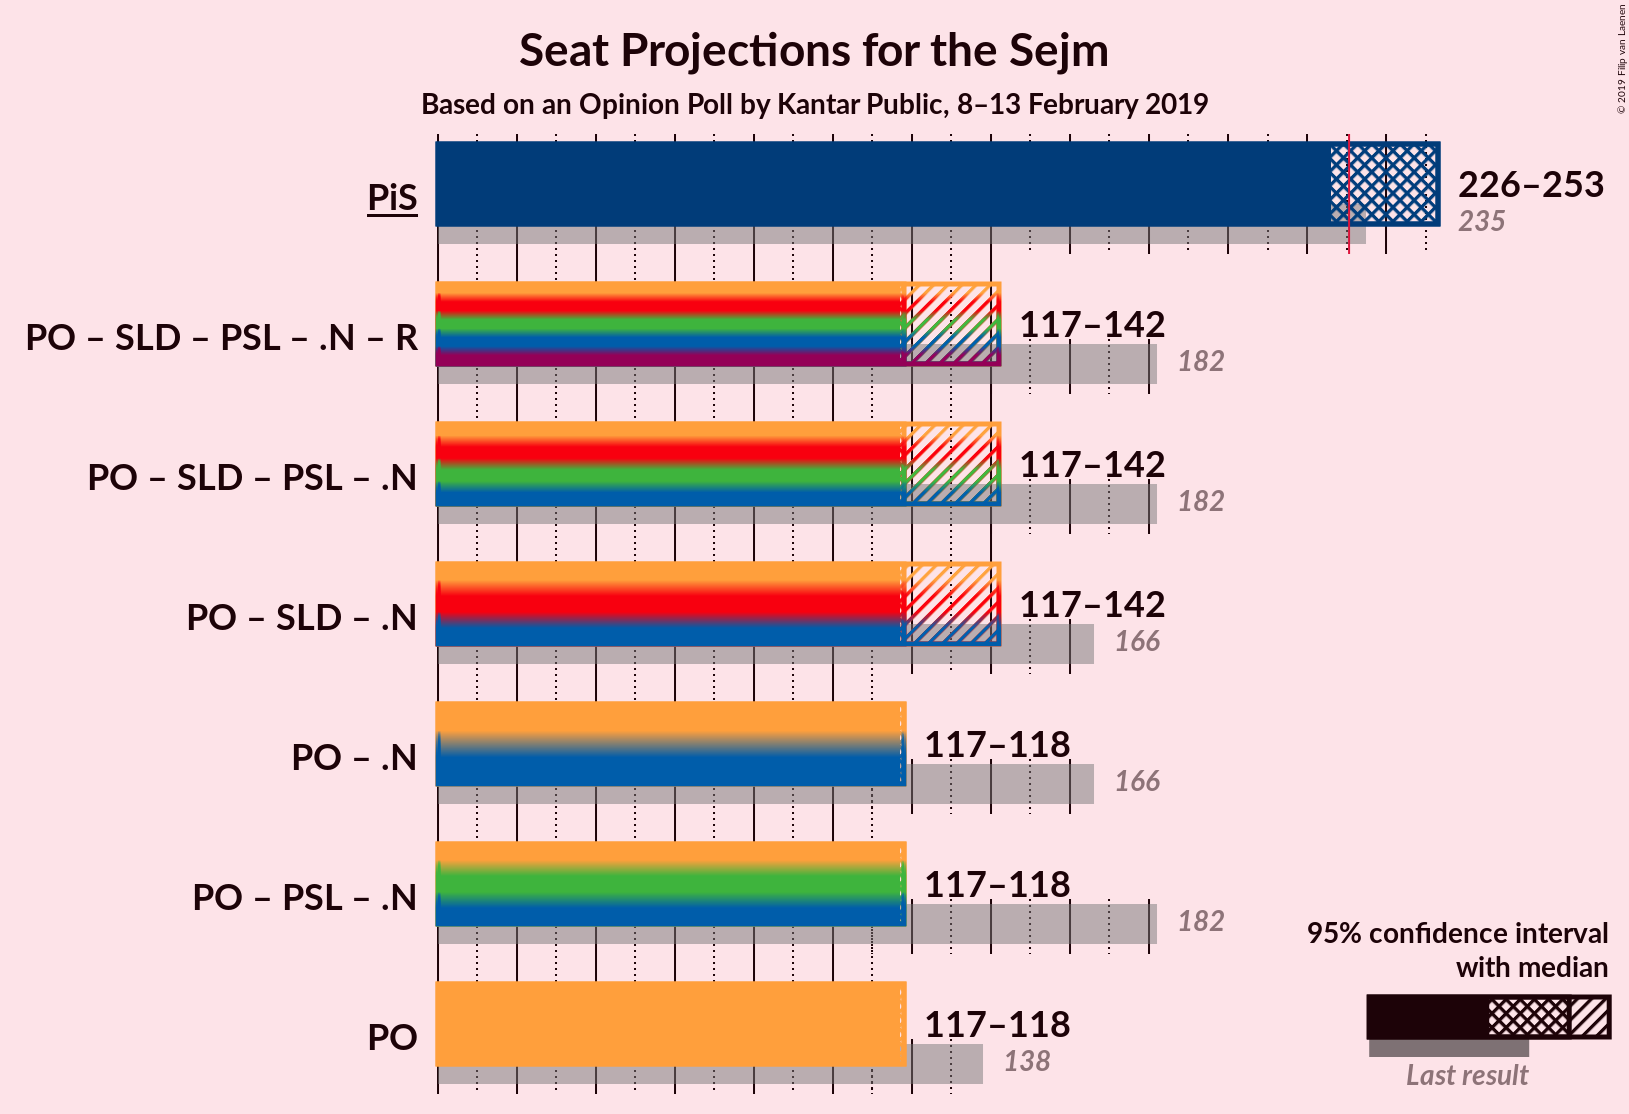 Seat Projections for the Sejm
Based on an Opinion Poll by Kantar Public, 8–13 February 2019
© 2019 Filip van Laenen
PiS
226–253
235
PO – SLD – PSL – .N – R
117–142
182
PO – SLD – PSL – .N
117–142
182
PO – SLD – .N
117–142
166
PO – .N
117–118
166
PO – PSL – .N
117–118
182
PO
117–118
138
95% confidence interval
with median
Last result